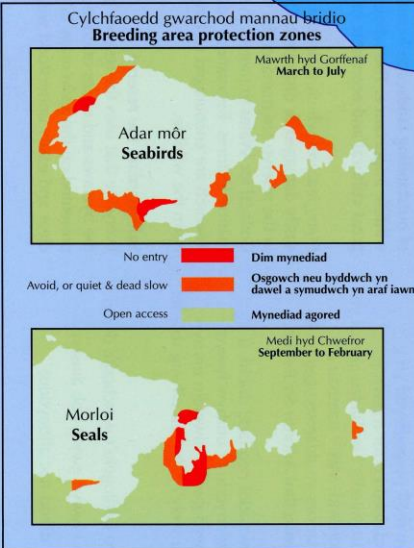 Cylchfaoedd gwarchod mannau bridio
Breeding area protection zones
Mawrth hyd Gorffenaf
March to July
Adar môr
Seabirds
No entry
Dim mynediad
Avoid, or quiet & dead slow
Osgowch neu byddwch yn
dawel a symudwch yn araf iawn
Open access
Mynediad agored
Medi hyd Chwefror
September to February
Morloi
Seals